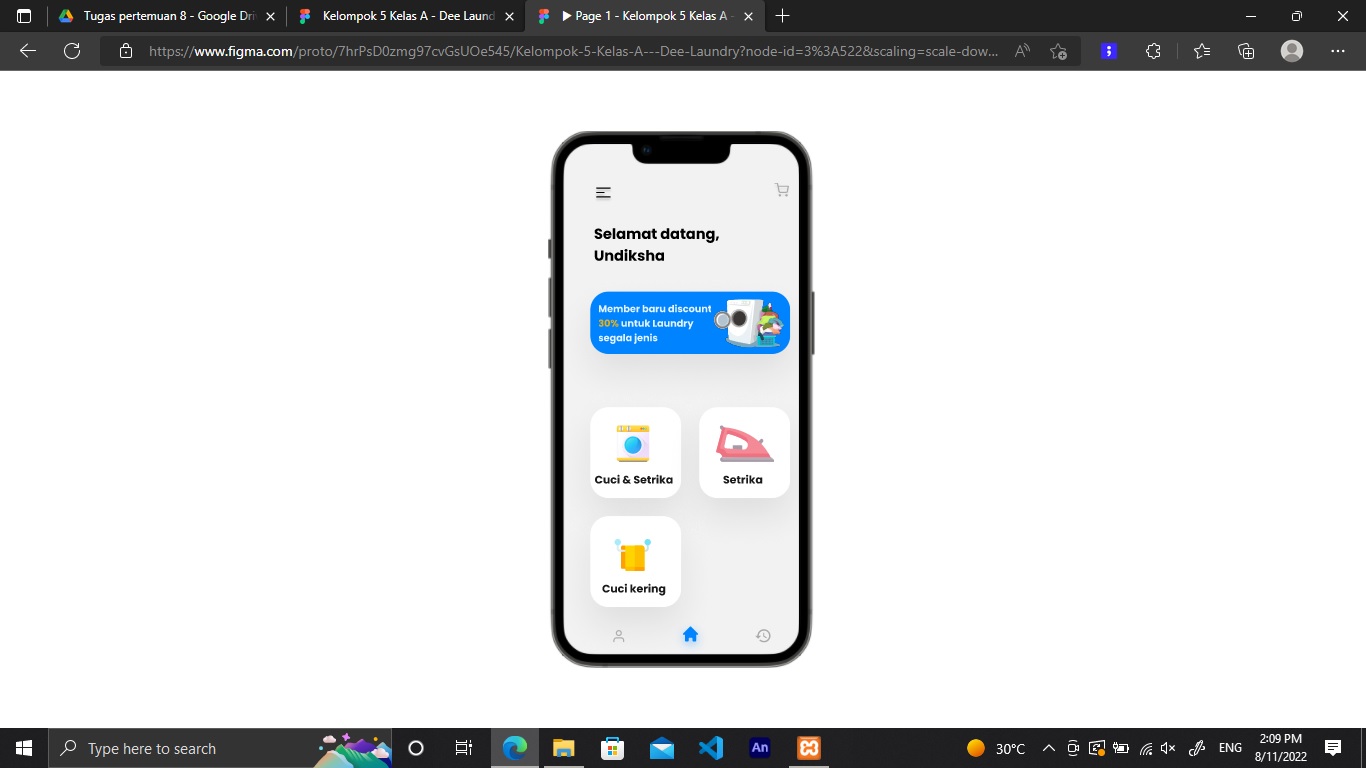 Tugas pertemuan 8 - Google Dri
Kelompok 5 Kelas A - Dee Laund
▶ Page 1 - Kelompok 5 Kelas A -
https://www.figma.com/proto/7hrPsD0zmg97cvGsUOe545/Kelompok-5-Kelas-A---Dee-Laundry?node-id=3%3A522&scaling=scale-dow...
Selamat datang,
Undiksha
Member baru discount
30% untuk Laundry
segala jenis
Cuci & Setrika
Setrika
Cuci kering
Type here to search
An
30°C
ENG
2:09 PM
8/11/2022